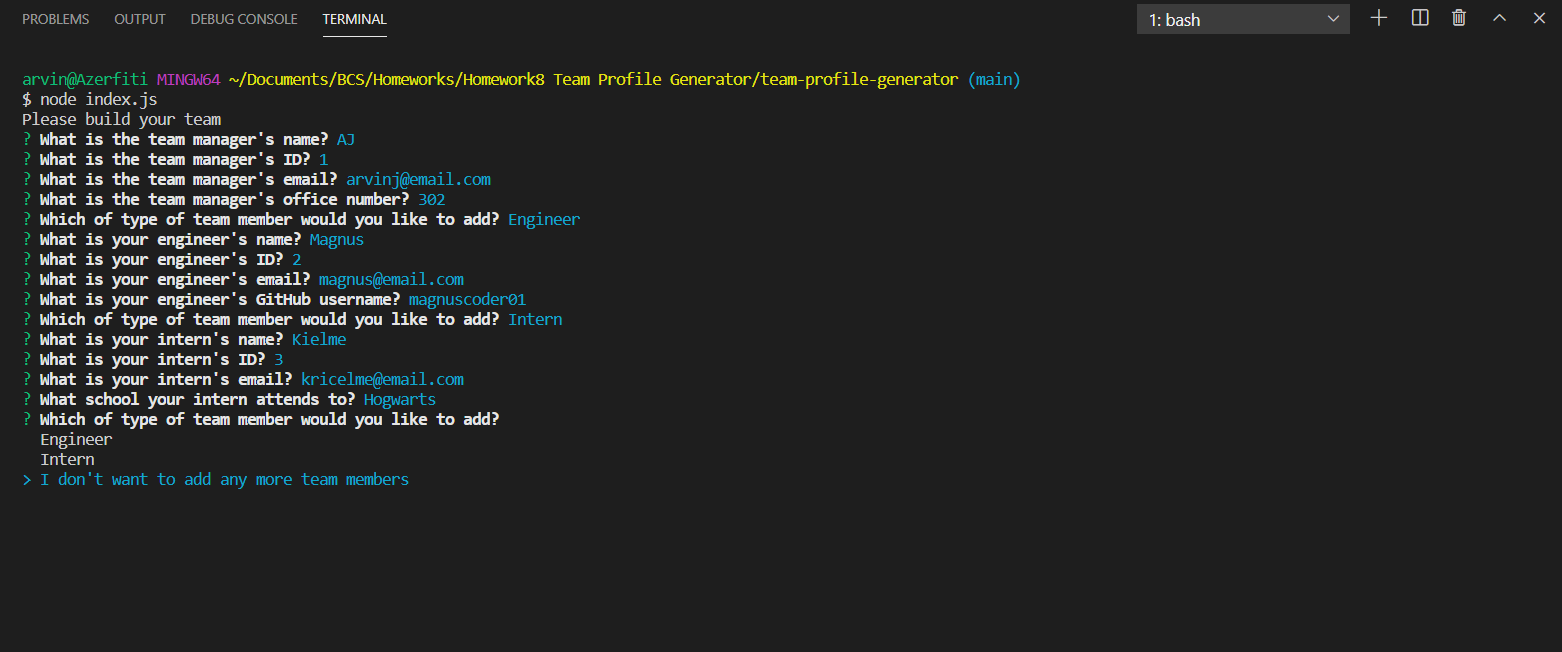 PROBLEMS OUTPUT DEBUG CONSOLE TERMINAL 1: bash
arvin@Azerfiti MINGW64 ~/Documents/BCS/Homeworks/Homework8 Team Profile Generator/team-profile-generator (main)
$ node index.js
Please build your team
? What is the team manager's name? AJ
? What is the team manager's ID? 1
? What is the team manager's email? arvinj@email.com
? What is the team manager's office number? 302
? Which of type of team member would you like to add? Engineer
? What is your engineer's name? Magnus
? What is your engineer's ID? 2
? What is your engineer's email? magnus@email.com
? What is your engineer's GitHub username? magnuscoder01
? Which of type of team member would you like to add? Intern
? What is your intern's name? Kielme
? What is your intern's ID? 3
? What is your intern's email? kricelme@email.com
? What school your intern attends to? Hogwarts
? Which of type of team member would you like to add?
Engineer
Intern
> I don't want to add any more team members